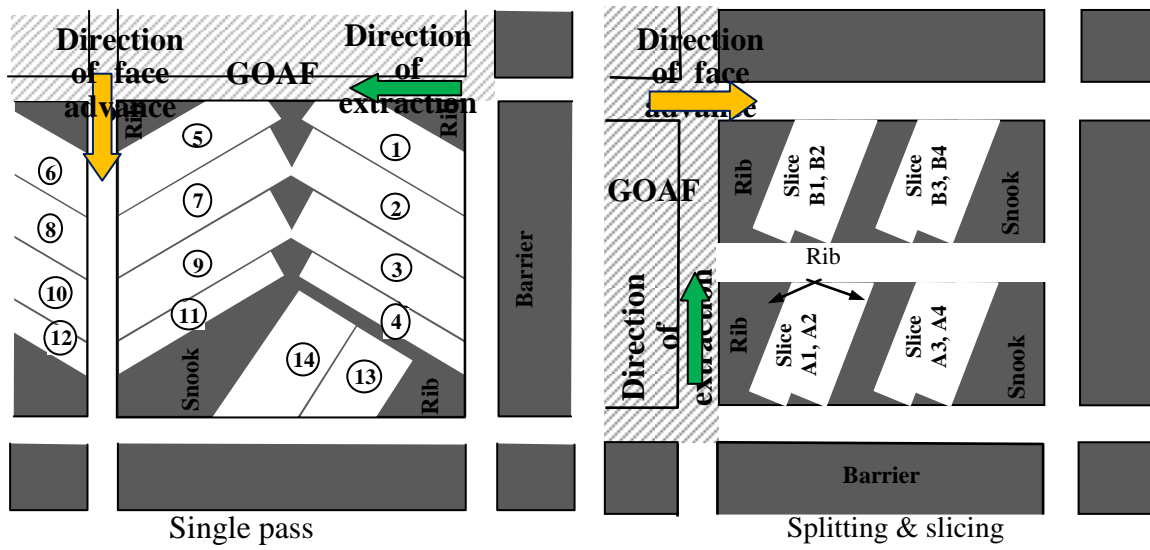 Direction
of face
advance
GOAF
Direction
of
extraction
Rib
Rib
5
1
6
7
2
8
9
3
10
11
4
12
14
13
Snook
Rib
Barrier
Single pass
Direction
of face
advance
GOAF
Direction
of
extraction
Rib
Slice
B1, B2
Slice
B3, B4
Snook
Rib
Rib
Slice
A1, A2
Slice
A3, A4
Snook
Barrier
Splitting & slicing